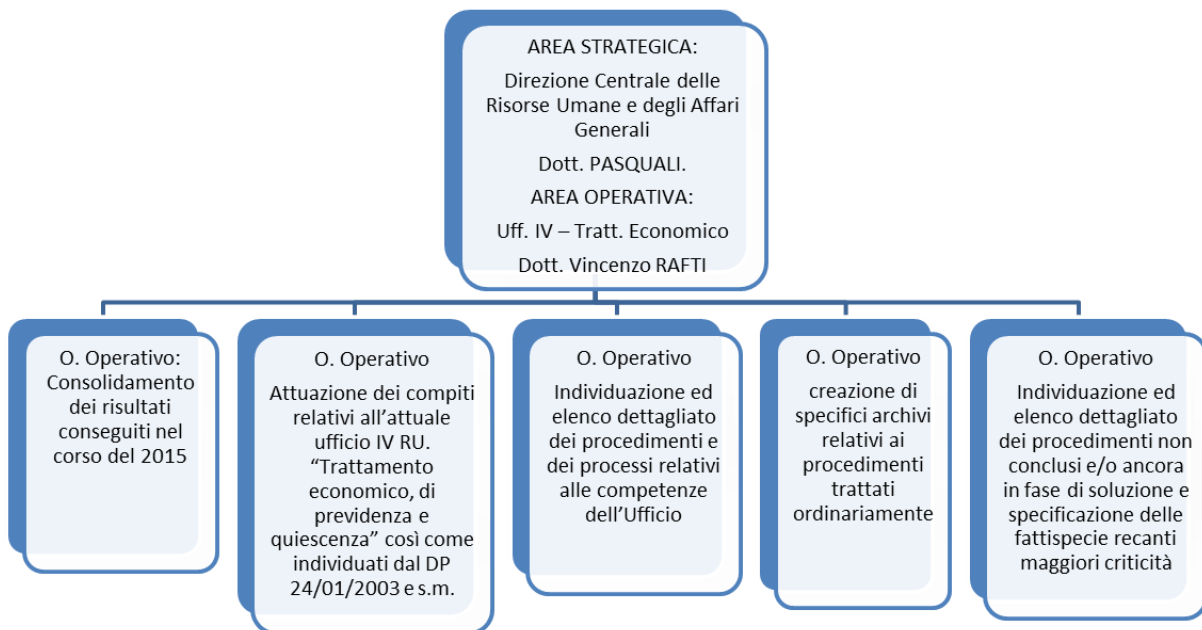 AREA STRATEGICA:
Direzione Centrale delle
Risorse Umane e degli Affari
Generali
Dott. PASQUALI.
AREA OPERATIVA:
Uff. IV – Tratt. Economico
Dott. Vincenzo RAFTI
O. Operativo:
Consolidamento
dei risultati
conseguiti nel
corso del 2015
O. Operativo
Attuazione dei compiti
relativi all’attuale
ufficio IV RU.
“Trattamento
economico, di
previdenza e
quiescenza” così come
individuati dal DP
24/01/2003 e s.m.
O. Operativo
Individuazione ed
elenco dettagliato
dei procedimenti e
dei processi relativi
alle competenze
dell’Ufficio
O. Operativo
creazione di
specifici archivi
relativi ai
procedimenti
trattati
ordinariamente
O. Operativo
Individuazione ed
elenco dettagliato
dei procedimenti non
conclusi e/o ancora
in fase di soluzione e
specificazione delle
fattispecie recanti
maggiori criticità